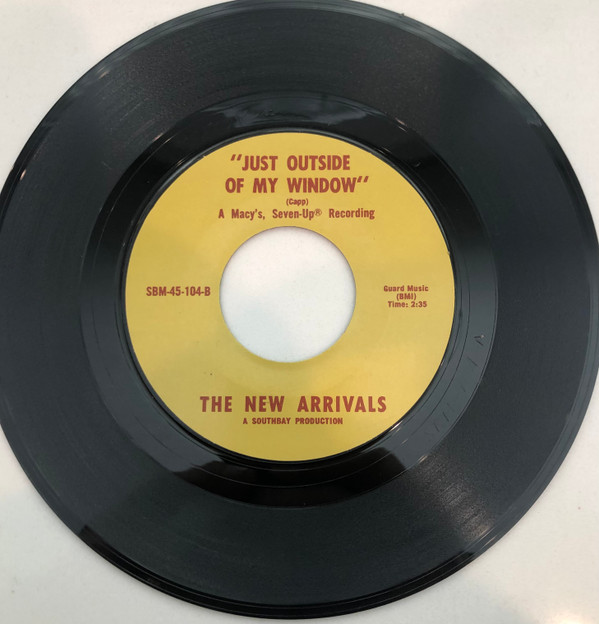 "JUST OUTSIDE
OF MY WINDOW"
(Capp)
A Macy's, Seven-Up® Recording
SBM-45-104-B
Guard Music
(BMI)
Time: 2:35
THE NEW ARRIVALS
A SOUTHBAY PRODUCTION